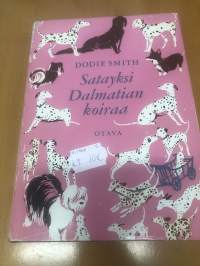 DODIE SMITH
Satayksi
Dalmatian
koiraa
OTAVA